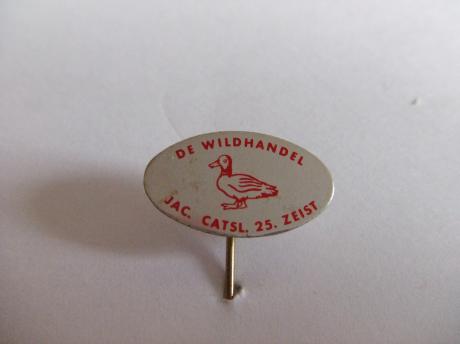 DE WILDHANDEL
JAC. CATSL. 25. ZEIST